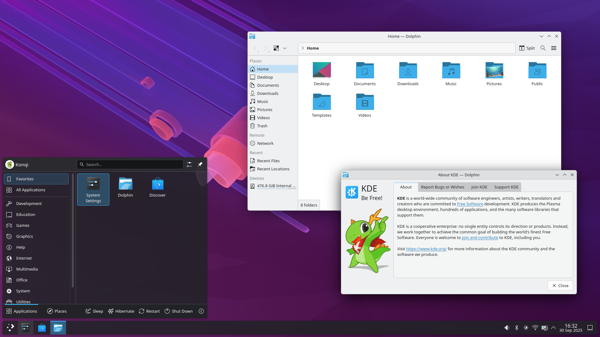 Home — Dolphin
Home
Split
Places
Home
Desktop
Documents
Downloads
Music
Pictures
Videos
Trash
Remote
Network
Recent
Recent Files
Recent Locations
Devices
476.9 GiB Internal ...
Desktop
Documents
Downloads
Music
Pictures
Public
Templates
Videos
8 folders
About KDE — Dolphin
KDE
Be Free!
About
Report Bugs or Wishes
Join KDE
Support KDE
KDE is a world-wide community of software engineers, artists, writers, translators and
creators who are committed to Free Software development. KDE produces the Plasma
desktop environment, hundreds of applications, and the many software libraries that
support them.
KDE is a cooperative enterprise: no single entity controls its direction or products. Instead,
we work together to achieve the common goal of building the world's finest Free
Software. Everyone is welcome to join and contribute to KDE, including you.
Visit https://www.kde.org/ for more information about the KDE community and the
software we produce.
Close
Konqi
Search...
Favorites
All Applications
Development
Education
Games
Graphics
Help
Internet
Multimedia
Office
System
Utilities
System
Settings
Dolphin
Discover
Applications
Places
Sleep
Hibernate
Restart
Shut Down
16:32
30 Sep 2025